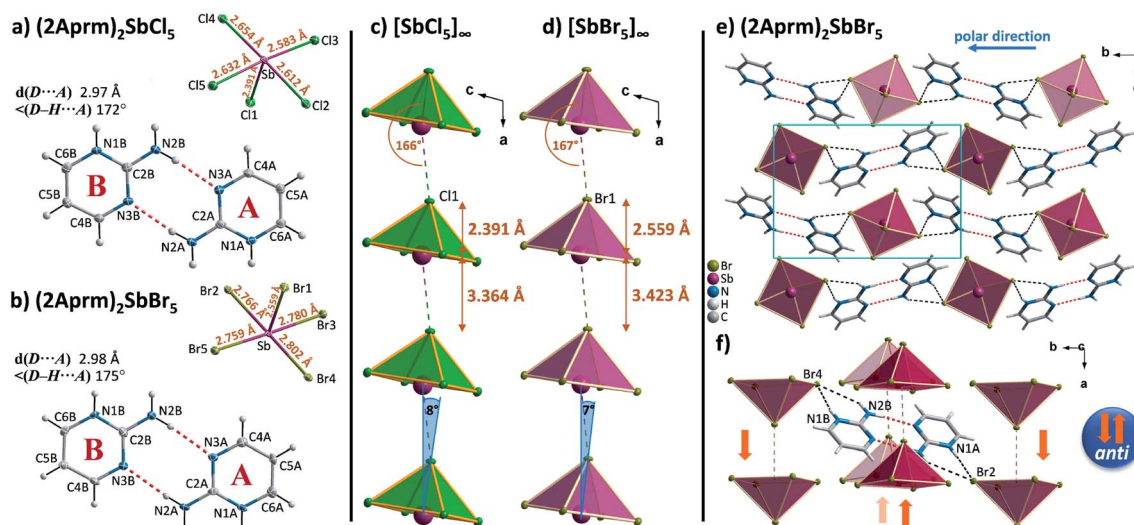 a) (2Aprm)₂SbCl₅
Cl4
2.654 Å
2.583 Å
Cl3
2.632 Å
Sb
Cl5
2.391 Å
2.612 Å
Cl1
Cl2
d(D···A) 2.97 Å
<(D–H···A) 172°
N1B
N2B
C6B
C2B
B
C5B
C4B
N3B
N3A
C4A
C5A
A
C2A
N2A
N1A
C6A
b) (2Aprm)₂SbBr₅
Br2
Br1
2.766 Å
2.559 Å
2.780 Å
Br3
2.759 Å
Br5
Sb
2.802 Å
Br4
d(D···A) 2.98 Å
<(D–H···A) 175°
N1B
N2B
C6B
C2B
B
C5B
C4B
N3B
N3A
C4A
C5A
A
C2A
N2A
N1A
C6A
c) [SbCl₅]∞
c
a
166°
Cl1
2.391 Å
3.364 Å
8°
d) [SbBr₅]∞
c
a
167°
Br1
2.559 Å
3.423 Å
7°
e) (2Aprm)₂SbBr₅
polar direction
b
Br
Sb
N
H
C
f)
b
c
a
Br4
N2B
N1B
N1A
Br2
anti